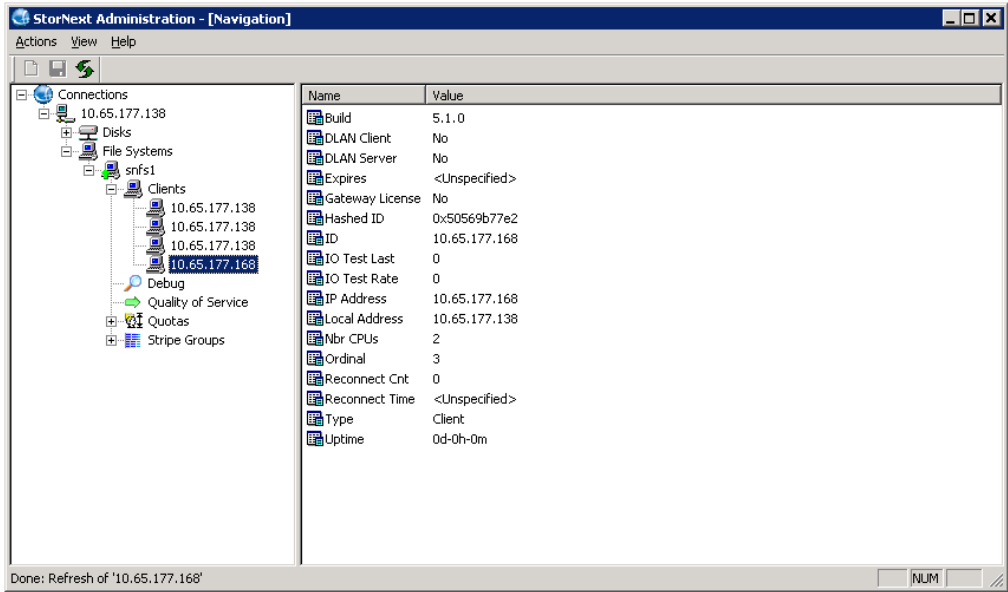 StorNext Administration - [Navigation]
Actions View Help
Connections
10.65.177.138
Disks
File Systems
snfs1
Clients
10.65.177.138
10.65.177.138
10.65.177.138
10.65.177.168
Debug
Quality of Service
Quotas
Stripe Groups
Name Value
Build 5.1.0
DLAN Client No
DLAN Server No
Expires <Unspecified>
Gateway License No
Hashed ID 0x50569b77e2
ID 10.65.177.168
IO Test Last 0
IO Test Rate 0
IP Address 10.65.177.168
Local Address 10.65.177.138
Nbr CPUs 2
Ordinal 3
Reconnect Cnt 0
Reconnect Time <Unspecified>
Type Client
Uptime 0d-0h-0m
Done: Refresh of '10.65.177.168'
NUM